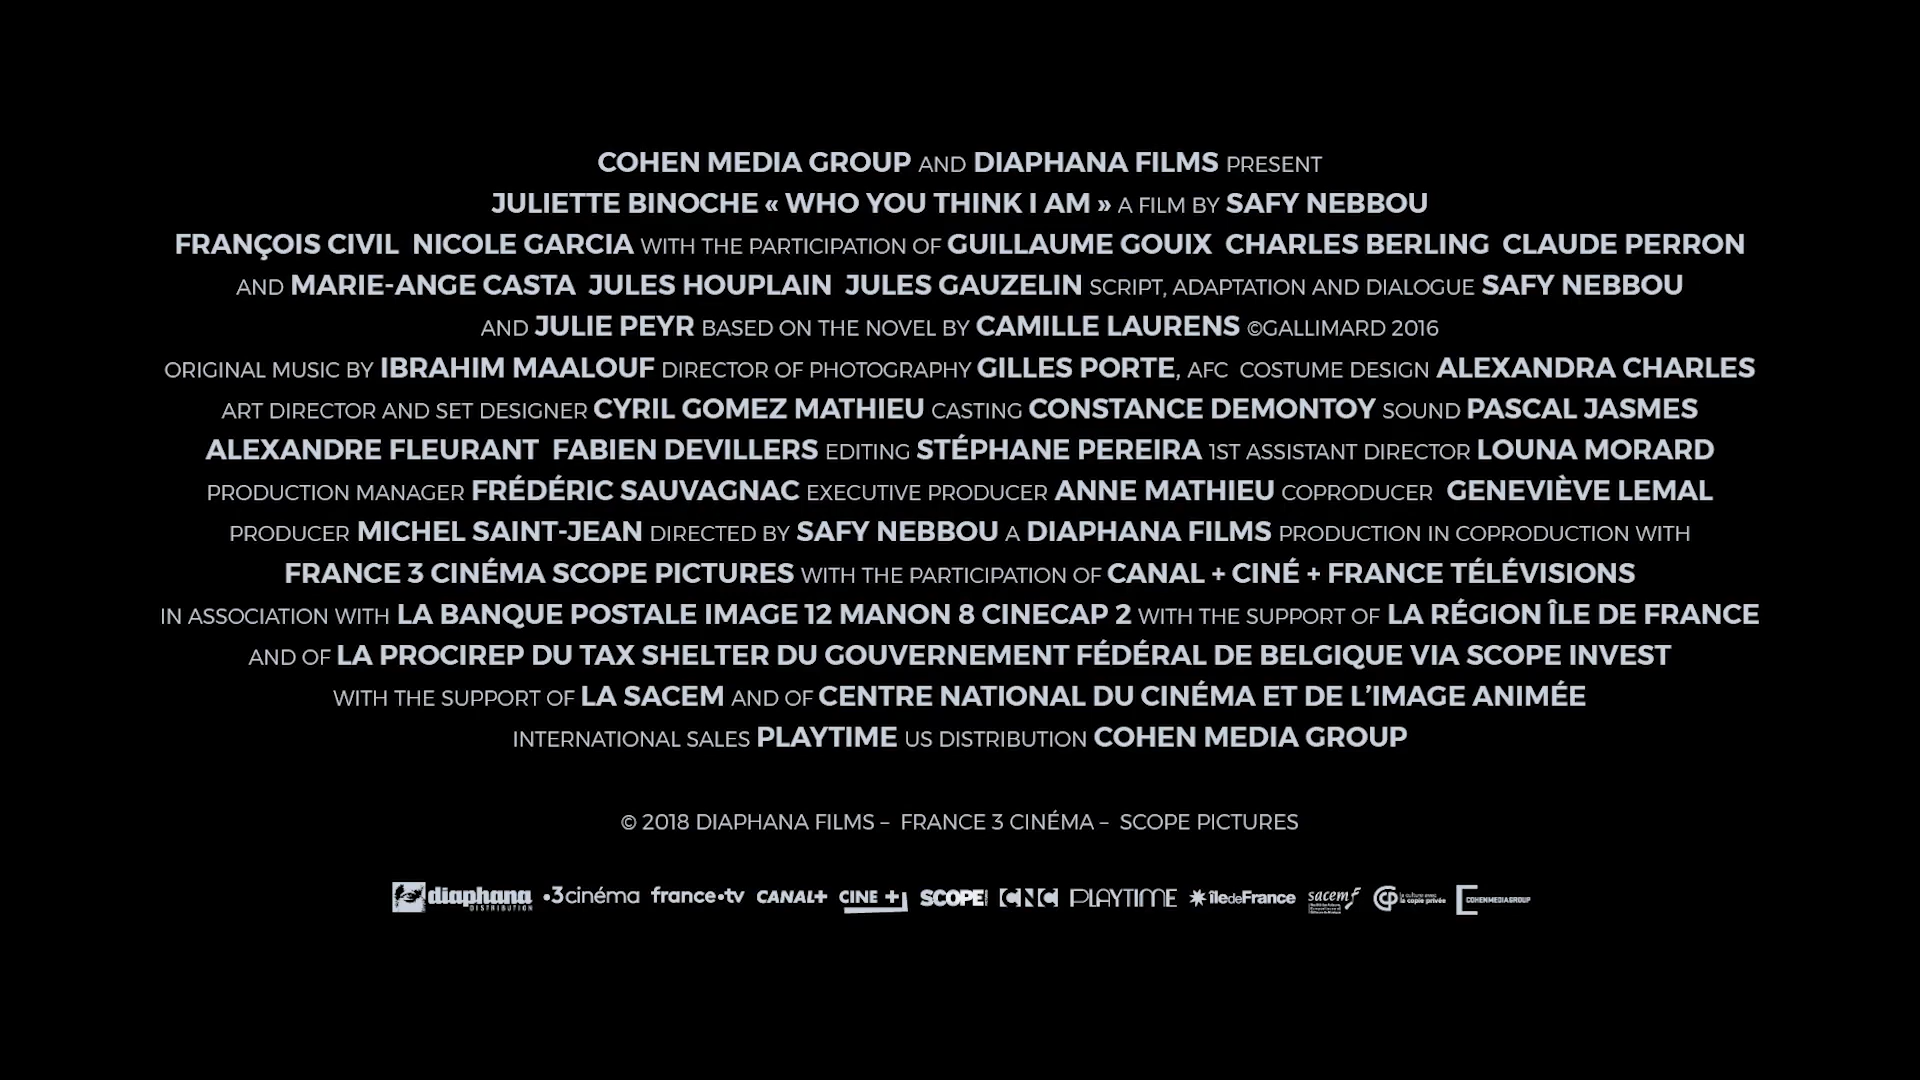 COHEN MEDIA GROUP AND DIAPHANA FILMS PRESENT
JULIETTE BINOCHE « WHO YOU THINK I AM » A FILM BY SAFY NEBBOU
FRANÇOIS CIVIL NICOLE GARCIA WITH THE PARTICIPATION OF GUILLAUME GOUIX CHARLES BERLING CLAUDE PERRON
AND MARIE-ANGE CASTA JULES HOUPLAIN JULES GAUZELIN SCRIPT, ADAPTATION AND DIALOGUE SAFY NEBBOU
AND JULIE PEYR BASED ON THE NOVEL BY CAMILLE LAURENS ©GALLIMARD 2016
ORIGINAL MUSIC BY IBRAHIM MAALOUF DIRECTOR OF PHOTOGRAPHY GILLES PORTE, AFC COSTUME DESIGN ALEXANDRA CHARLES
ART DIRECTOR AND SET DESIGNER CYRIL GOMEZ MATHIEU CASTING CONSTANCE DEMONTOY SOUND PASCAL JASMES
ALEXANDRE FLEURANT FABIEN DEVILLERS EDITING STÉPHANE PEREIRA 1ST ASSISTANT DIRECTOR LOUNA MORARD
PRODUCTION MANAGER FRÉDÉRIC SAUVAGNAC EXECUTIVE PRODUCER ANNE MATHIEU COPRODUCER GENEVIÈVE LEMAL
PRODUCER MICHEL SAINT-JEAN DIRECTED BY SAFY NEBBOU A DIAPHANA FILMS PRODUCTION IN COPRODUCTION WITH
FRANCE 3 CINÉMA SCOPE PICTURES WITH THE PARTICIPATION OF CANAL + CINÉ + FRANCE TÉLÉVISIONS
IN ASSOCIATION WITH LA BANQUE POSTALE IMAGE 12 MANON 8 CINECAP 2 WITH THE SUPPORT OF LA RÉGION ÎLE DE FRANCE
AND OF LA PROCIREP DU TAX SHELTER DU GOUVERNEMENT FÉDÉRAL DE BELGIQUE VIA SCOPE INVEST
WITH THE SUPPORT OF LA SACEM AND OF CENTRE NATIONAL DU CINÉMA ET DE L'IMAGE ANIMÉE
INTERNATIONAL SALES PLAYTIME US DISTRIBUTION COHEN MEDIA GROUP
© 2018 DIAPHANA FILMS – FRANCE 3 CINÉMA – SCOPE PICTURES
diaphana DISTRIBUTION •3cinéma france•tv CANAL+ CINE+ SCOPE CNC PLAYTIME îledeFrance sacem la culture avec la copie privée COHENMEDIAGROUP